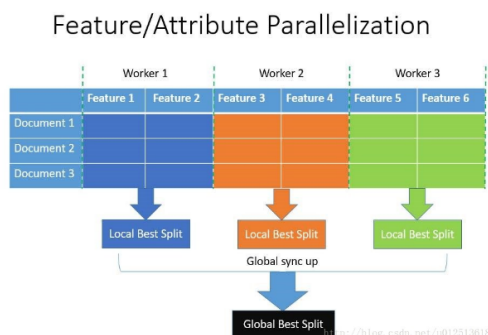 Feature/Attribute Parallelization
Worker 1 Worker 2 Worker 3
Feature 1 Feature 2 Feature 3 Feature 4 Feature 5 Feature 6
Document 1
Document 2
Document 3
Local Best Split Local Best Split Local Best Split
Global sync up
Global Best Split